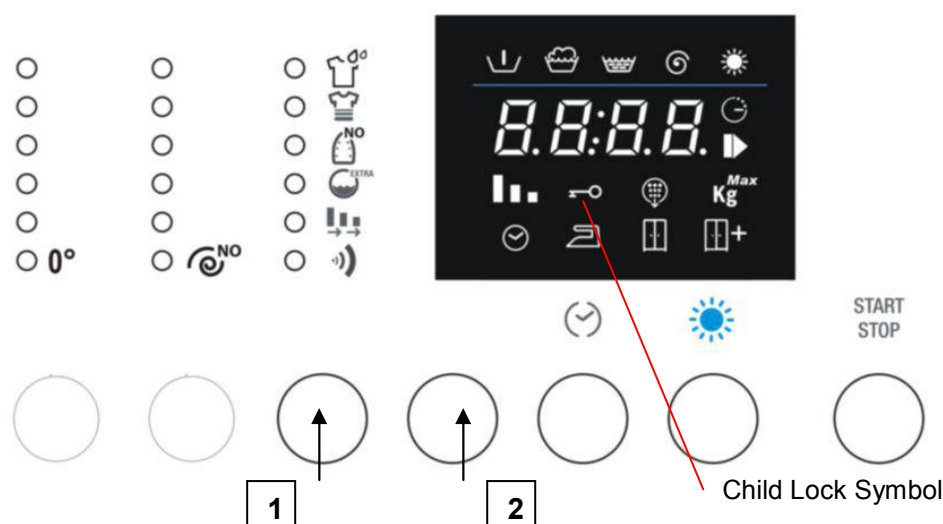 NO
EXTRA
0°
NO
8.8:8.8.
Kg Max
START
STOP
1
2
Child Lock Symbol